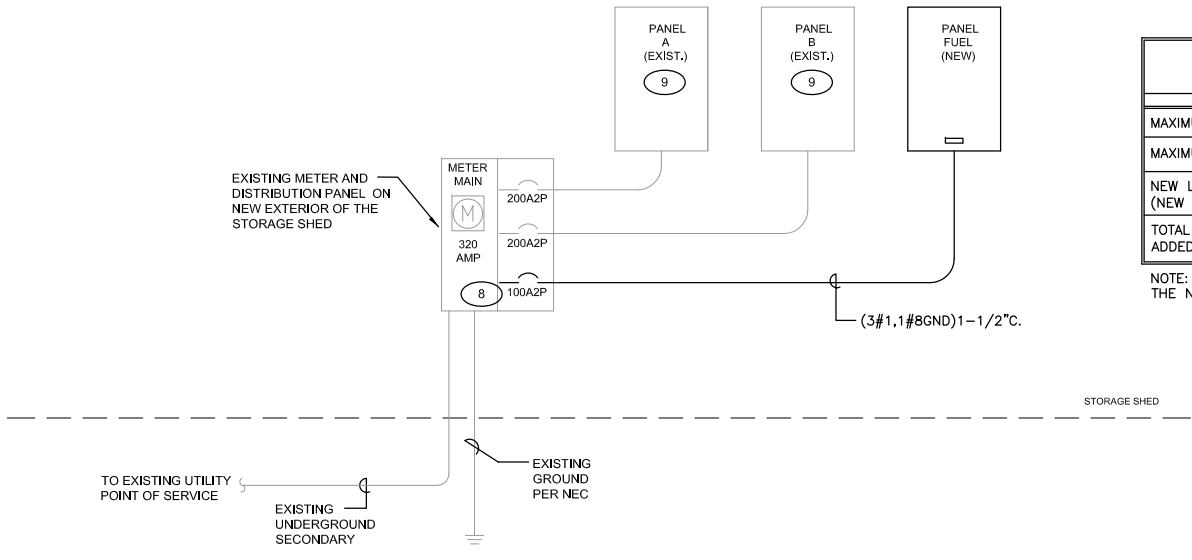 PANEL
A
(EXIST.)
9
PANEL
B
(EXIST.)
9
PANEL
FUEL
(NEW)
MAXIMU
MAXIMU
NEW L
(NEW
TOTAL
ADDED
NOTE:
THE N
EXISTING METER AND
DISTRIBUTION PANEL ON
NEW EXTERIOR OF THE
STORAGE SHED
METER
MAIN
M
320
AMP
8
200A2P
200A2P
100A2P
(3#1,1#8GND)1-1/2"C.
STORAGE SHED
TO EXISTING UTILITY
POINT OF SERVICE
EXISTING
UNDERGROUND
SECONDARY
EXISTING
GROUND
PER NEC